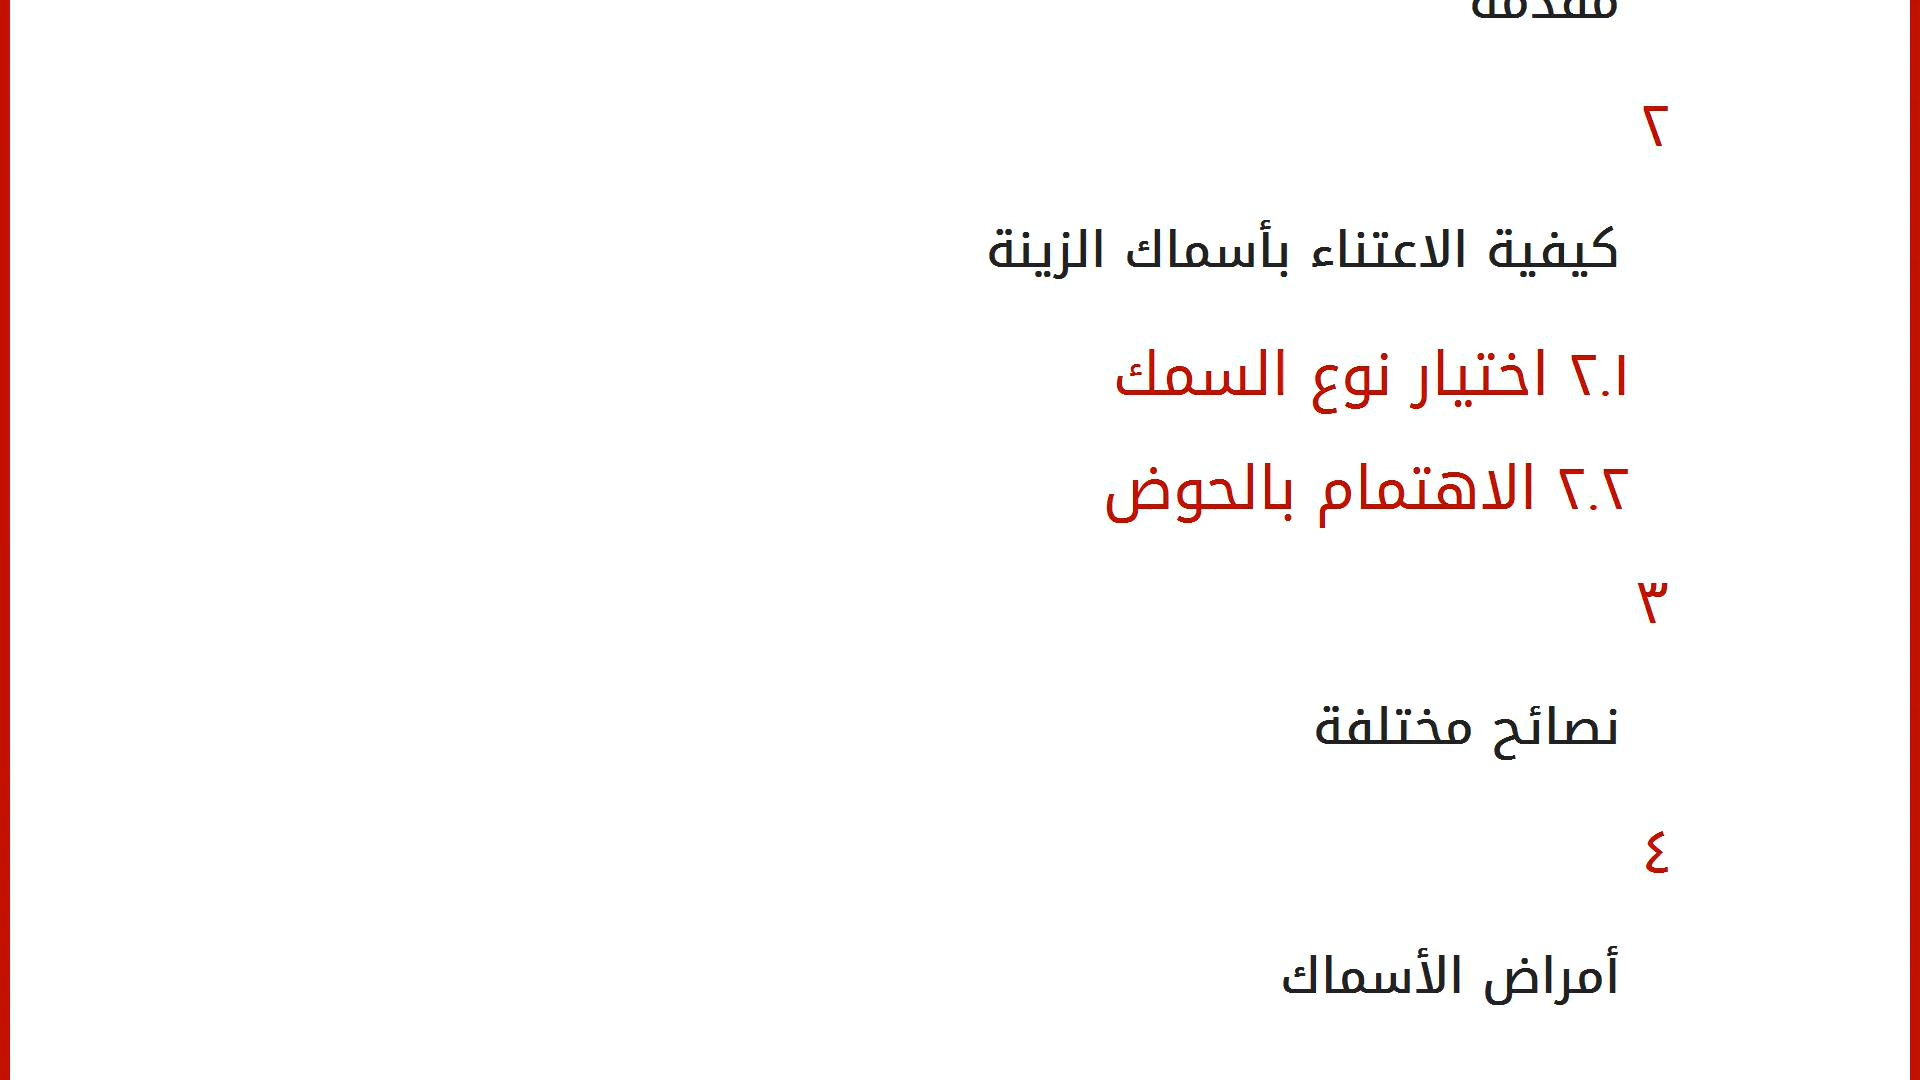 مقدمة
٢
كيفية الاعتناء بأسماك الزينة
٢.١ اختيار نوع السمك
٢.٢ الاهتمام بالحوض
٣
نصائح مختلفة
٤
أمراض الأسماك